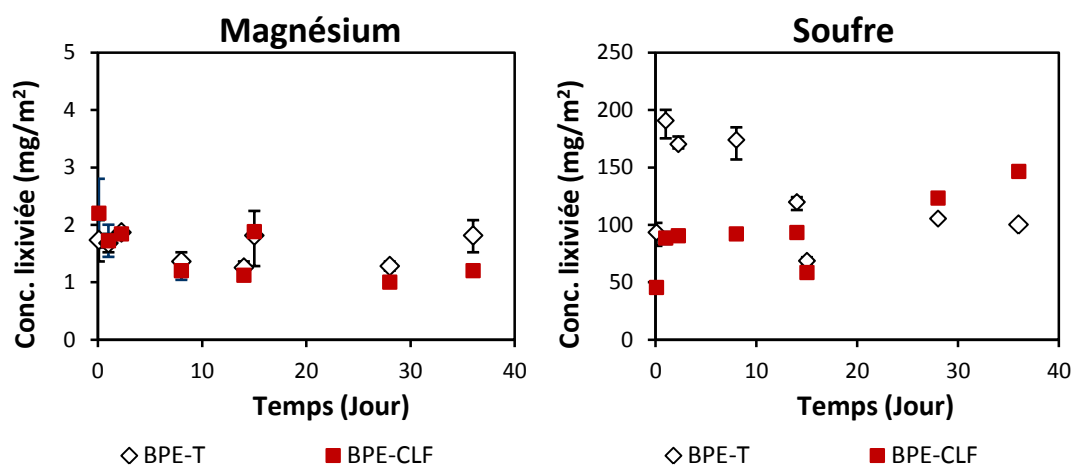 Magnésium
Conc. lixiviée (mg/m²)
5
4
3
2
1
0
0 10 20 30 40
Temps (Jour)
BPE-T BPE-CLF
Soufre
Conc. lixiviée (mg/m²)
250
200
150
100
50
0
0 10 20 30 40
Temps (Jour)
BPE-T BPE-CLF